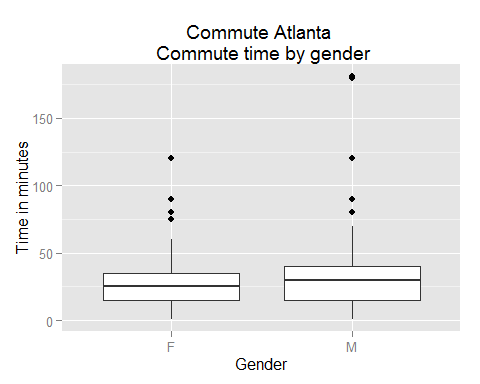 Commute Atlanta
Commute time by gender
Time in minutes
150
100
50
0
F
M
Gender